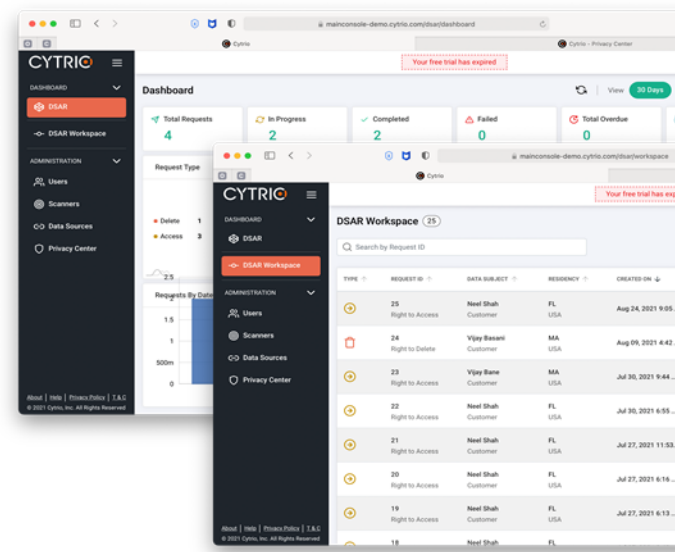 mainconsole-demo.cytrio.com/dsar/dashboard
Cytrio
Cytrio - Privacy Center
CYTRIO
Your free trial has expired
DASHBOARD
DSAR
DSAR Workspace
ADMINISTRATION
Users
Scanners
Data Sources
Privacy Center
About | Help | Privacy Policy | T & C
© 2021 Cytrio, Inc. All Rights Reserved
Dashboard
View 30 Days
Total Requests
4
In Progress
2
Completed
2
Failed
0
Total Overdue
0
Request Type
Delete 1
Access 3
Requests By Date
2.5
2
1.5
1
500m
0
mainconsole-demo.cytrio.com/dsar/workspace
Cytrio
CYTRIO
Your free trial has exp
DASHBOARD
DSAR
DSAR Workspace
ADMINISTRATION
Users
Scanners
Data Sources
Privacy Center
About | Help | Privacy Policy | T & C
© 2021 Cytrio, Inc. All Rights Reserved
DSAR Workspace 25
Search by Request ID
TYPE REQUEST ID DATA SUBJECT RESIDENCY CREATED ON
25 Neel Shah FL Aug 24, 2021 9:05
Right to Access Customer USA
24 Vijay Basani MA Aug 09, 2021 4:42
Right to Delete Customer USA
23 Vijay Bane MA Jul 30, 2021 9:44
Right to Access Customer USA
22 Neel Shah FL Jul 30, 2021 6:55
Right to Access Customer USA
21 Neel Shah FL Jul 27, 2021 11:53
Right to Access Customer USA
20 Neel Shah FL Jul 27, 2021 6:16
Right to Access Customer USA
19 Neel Shah FL Jul 27, 2021 6:13
Right to Access Customer USA
18 Neel Shah FL